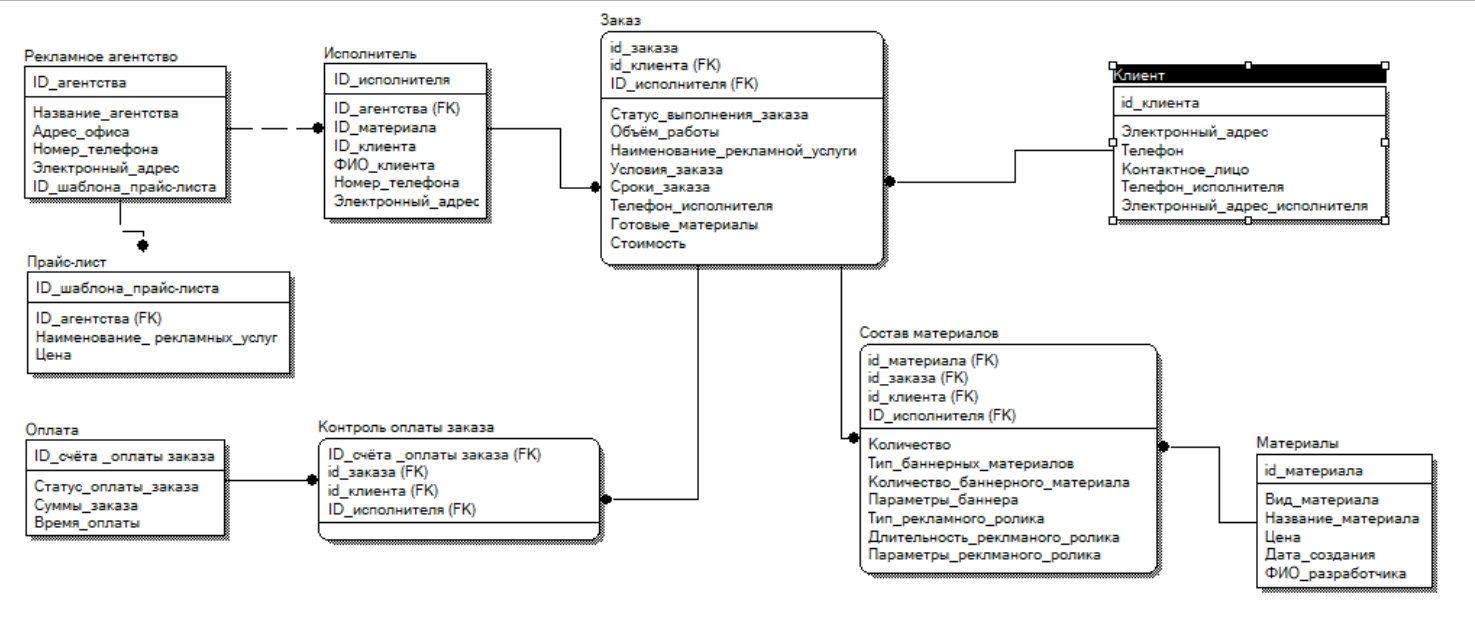 Рекламное агентство
ID_агентства
Название_агентства
Адрес_офиса
Номер_телефона
Электронный_адрес
ID_шаблона_прайс-листа
Исполнитель
ID_исполнителя
ID_агентства (FK)
ID_материала
ID_клиента
ФИО_клиента
Номер_телефона
Электронный_адрес
Заказ
id_заказа
id_клиента (FK)
ID_исполнителя (FK)
Статус_выполнения_заказа
Объём_работы
Наименование_рекламной_услуги
Условия_заказа
Сроки_заказа
Телефон_исполнителя
Готовые_материалы
Стоимость
Клиент
id_клиента
Электронный_адрес
Телефон
Контактное_лицо
Телефон_исполнителя
Электронный_адрес_исполнителя
Прайс-лист
ID_шаблона_прайс-листа
ID_агентства (FK)
Наименование_ рекламных_услуг
Цена
Оплата
ID_счёта _оплаты заказа
Статус_оплаты_заказа
Суммы_заказа
Время_оплаты
Контроль оплаты заказа
ID_счёта _оплаты заказа (FK)
id_заказа (FK)
id_клиента (FK)
ID_исполнителя (FK)
Состав материалов
id_материала (FK)
id_заказа (FK)
id_клиента (FK)
ID_исполнителя (FK)
Количество
Тип_баннерных_материалов
Количество_баннерного_материала
Параметры_баннера
Тип_рекламного_ролика
Длительность_реклманого_ролика
Параметры_реклманого_ролика
Материалы
id_материала
Вид_материала
Название_материала
Цена
Дата_создания
ФИО_разработчика